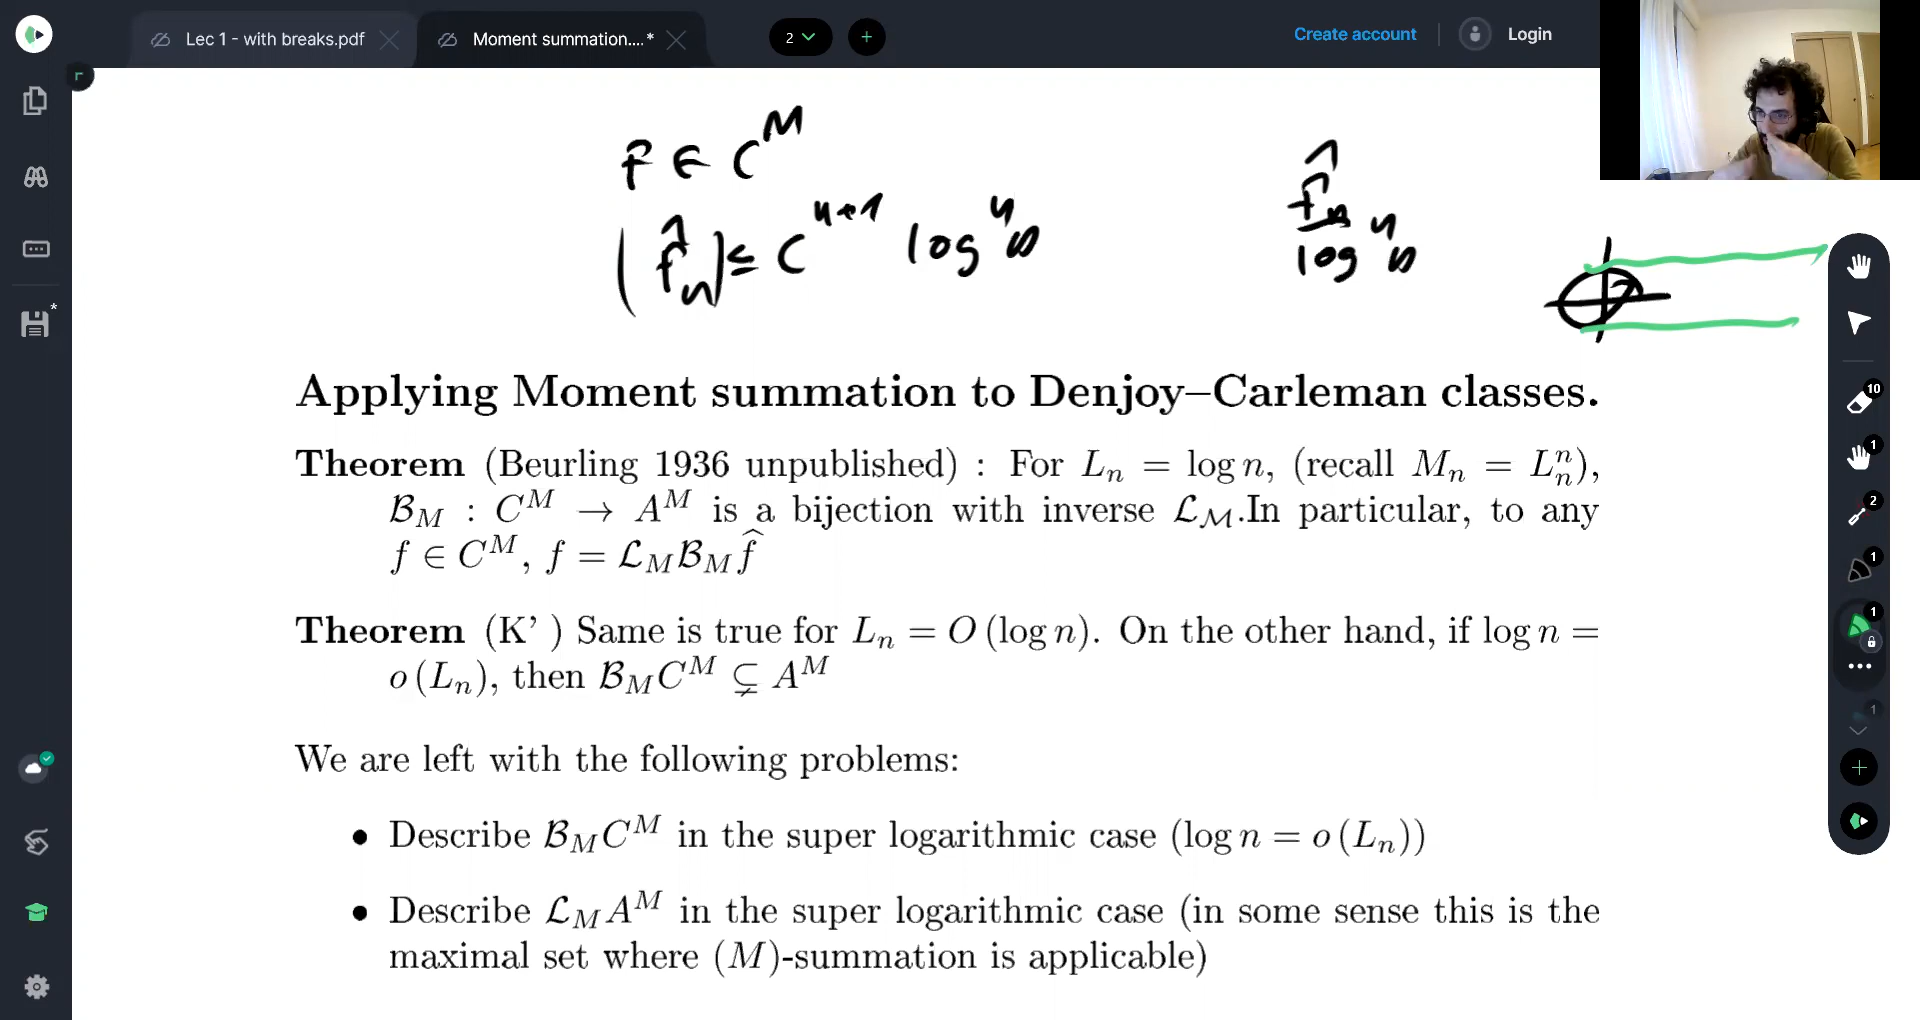 Lec 1 - with breaks.pdf
Moment summation....*
2
Create account
Login
f ∈ C^M
|f̂_n| ≤ C^{n+1} log^n n
f̂_n
log^n n
Applying Moment summation to Denjoy–Carleman classes.
Theorem (Beurling 1936 unpublished) : For L_n = log n, (recall M_n = L_n^n),
ℬ_M : C^M → A^M is a bijection with inverse ℒ_ℳ.In particular, to any
f ∈ C^M, f = ℒ_M ℬ_M f̂
Theorem (K’ ) Same is true for L_n = O (log n). On the other hand, if log n =
o (L_n), then ℬ_M C^M ⊊ A^M
We are left with the following problems:
• Describe ℬ_M C^M in the super logarithmic case (log n = o (L_n))
• Describe ℒ_M A^M in the super logarithmic case (in some sense this is the
maximal set where (M)-summation is applicable)
10
1
2
1
1
1